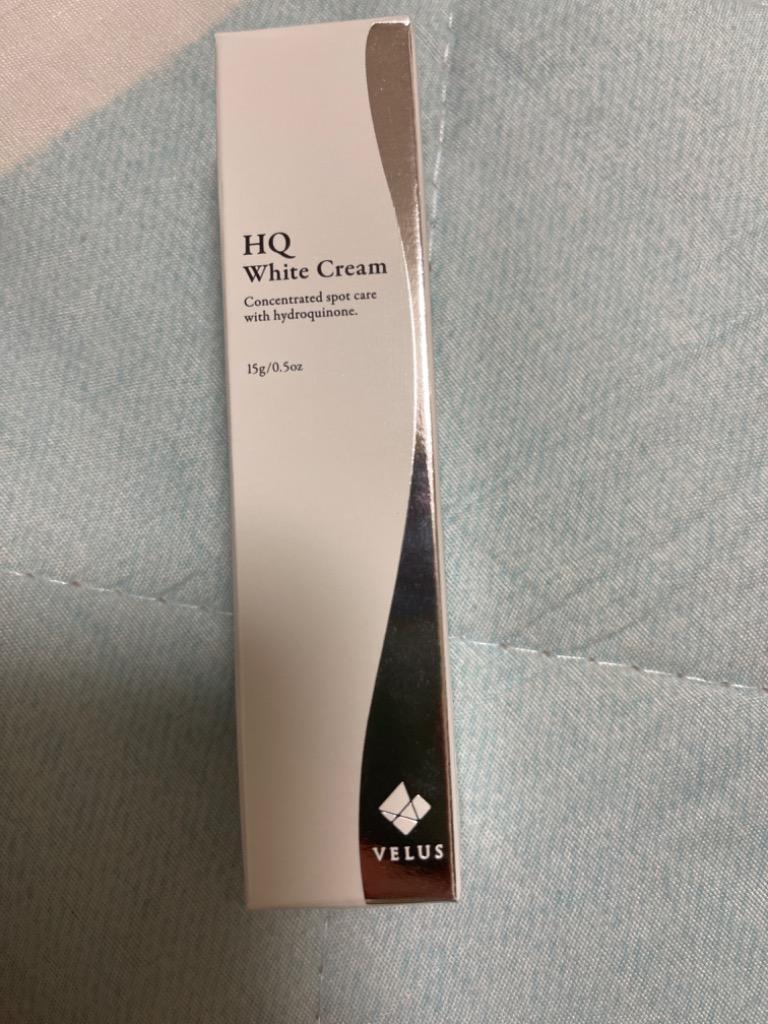 HQ
White Cream
Concentrated spot care
with hydroquinone.
15g/0.5oz
VELUS